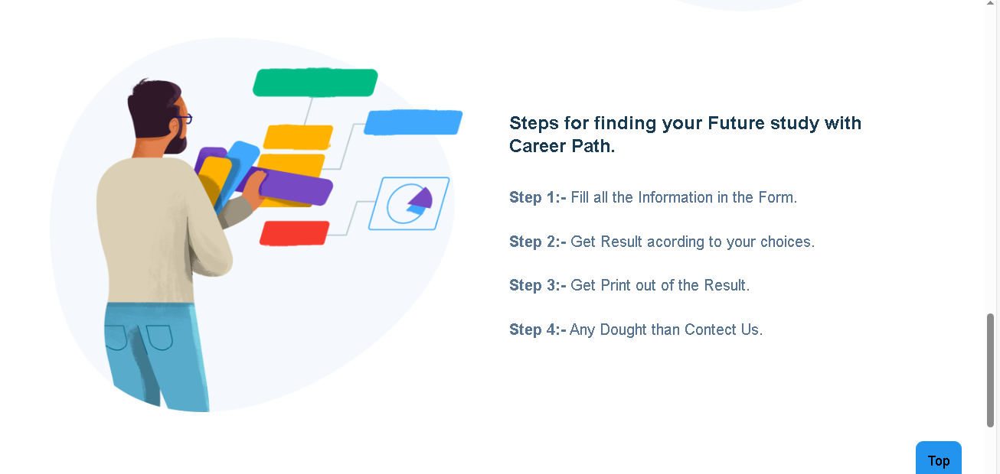 Steps for finding your Future study with
Career Path.
Step 1:- Fill all the Information in the Form.
Step 2:- Get Result acording to your choices.
Step 3:- Get Print out of the Result.
Step 4:- Any Dought than Contect Us.
Top